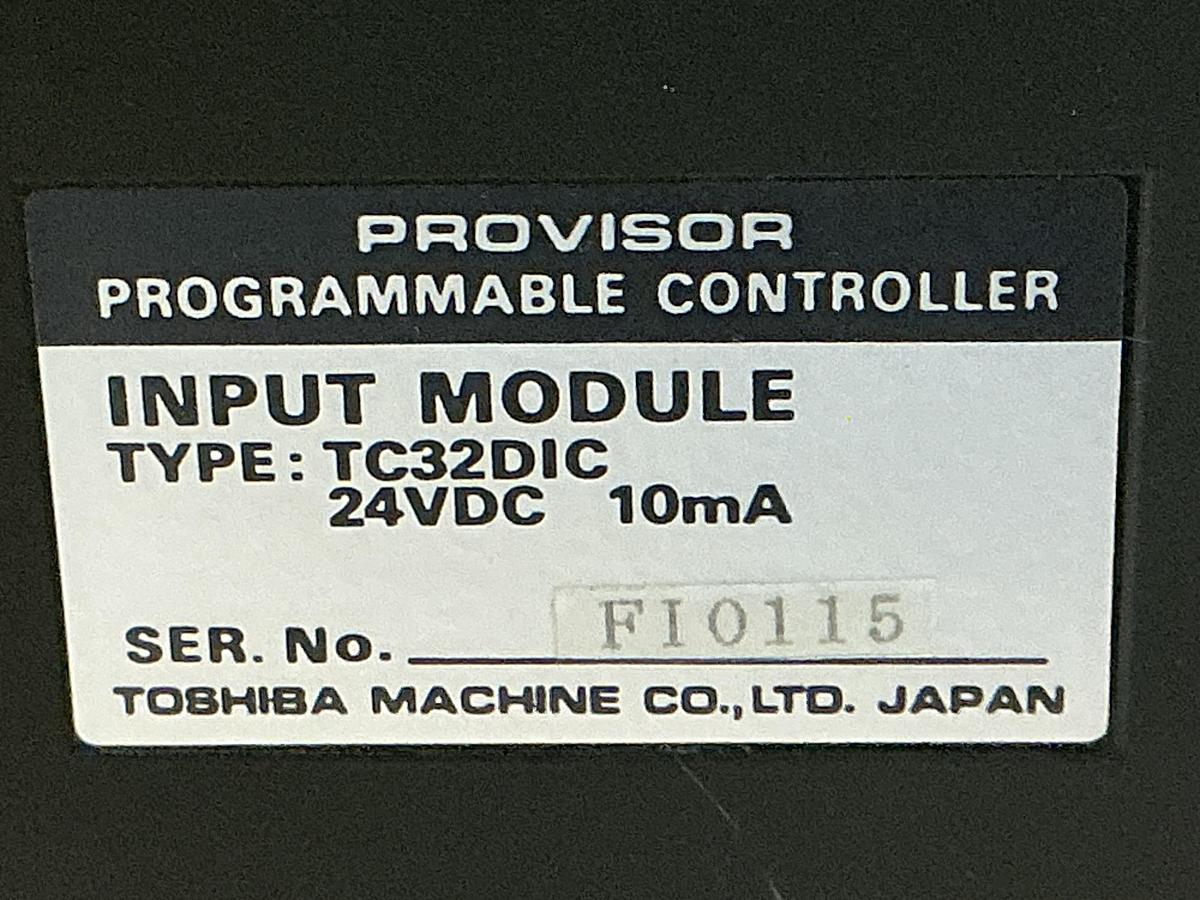 PROVISOR
PROGRAMMABLE CONTROLLER
INPUT MODULE
TYPE: TC32DIC
24VDC 10mA
SER. No. FI0115
TOSHIBA MACHINE CO.,LTD. JAPAN